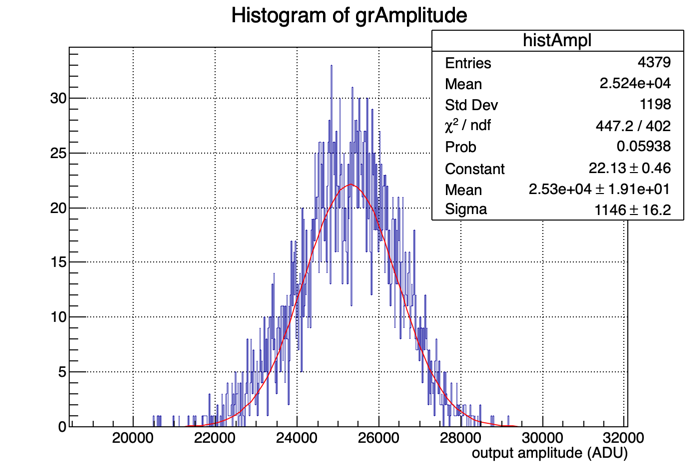 Histogram of grAmplitude
histAmpl
Entries 4379
Mean 2.524e+04
Std Dev 1198
χ² / ndf 447.2 / 402
Prob 0.05938
Constant 22.13 ± 0.46
Mean 2.53e+04 ± 1.91e+01
Sigma 1146 ± 16.2
30
25
20
15
10
5
0
20000 22000 24000 26000 28000 30000 32000
output amplitude (ADU)